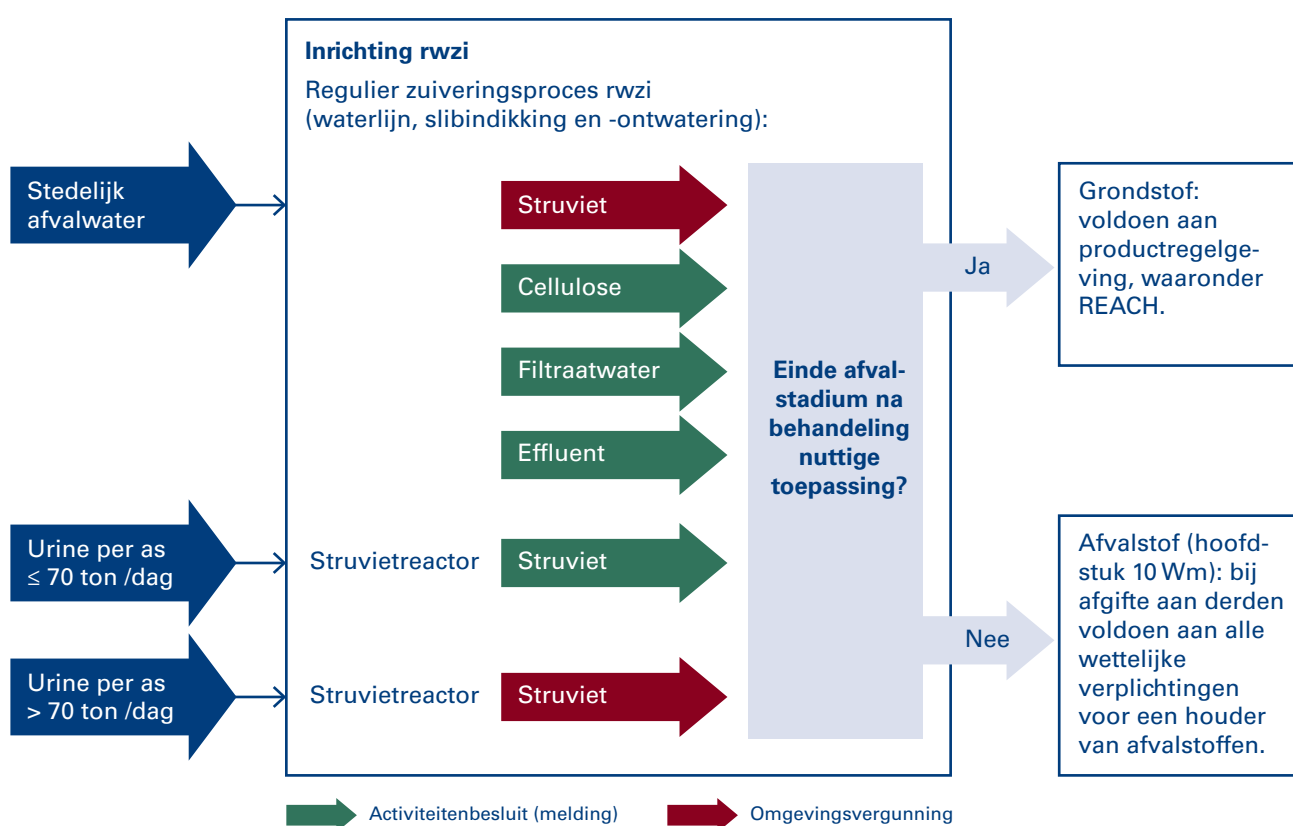 Inrichting rwzi
Regulier zuiveringsproces rwzi
(waterlijn, slibindikking en -ontwatering):
Stedelijk
afvalwater
Struviet
Cellulose
Filtraatwater
Effluent
Urine per as
≤ 70 ton /dag
Struvietreactor
Struviet
Urine per as
> 70 ton /dag
Struvietreactor
Struviet
Einde afval-
stadium na
behandeling
nuttige
toepassing?
Ja
Grondstof:
voldoen aan
productregelge-
ving, waaronder
REACH.
Nee
Afvalstof (hoofd-
stuk 10 Wm): bij
afgifte aan derden
voldoen aan alle
wettelijke
verplichtingen
voor een houder
van afvalstoffen.
Activiteitenbesluit (melding)
Omgevingsvergunning